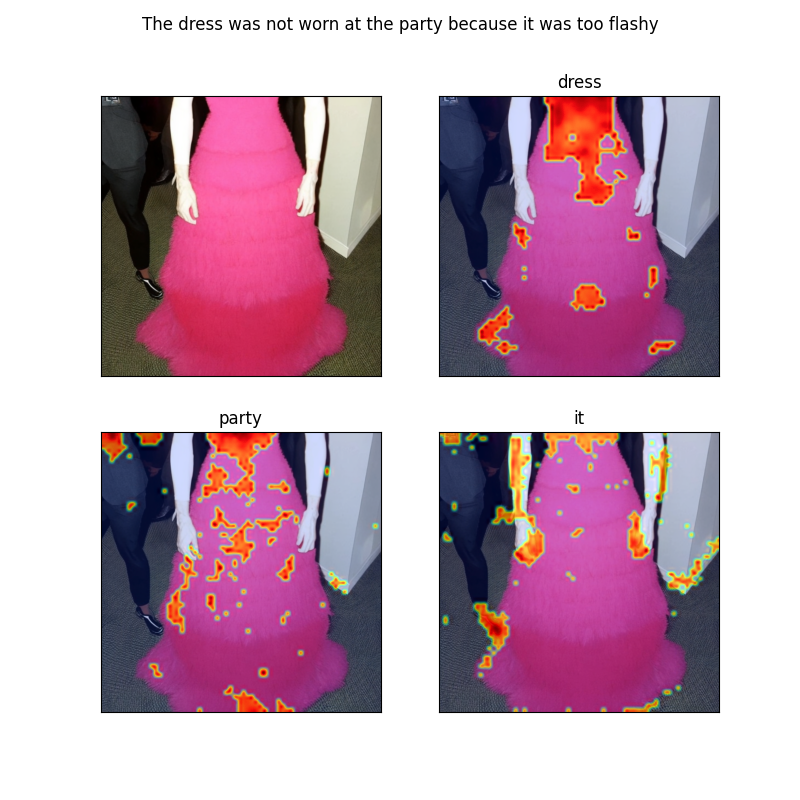 The dress was not worn at the party because it was too flashy
dress
party
it